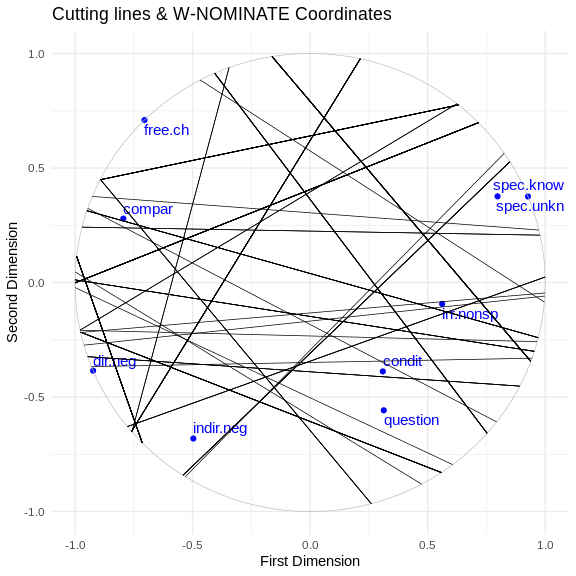 Cutting lines & W-NOMINATE Coordinates
1.0
free.ch
0.5
spec.know
compar
spec.unkn
Second Dimension
0.0
irr.nonsp
dir.neg
condit
-0.5
question
indir.neg
-1.0
-1.0 -0.5 0.0 0.5 1.0
First Dimension